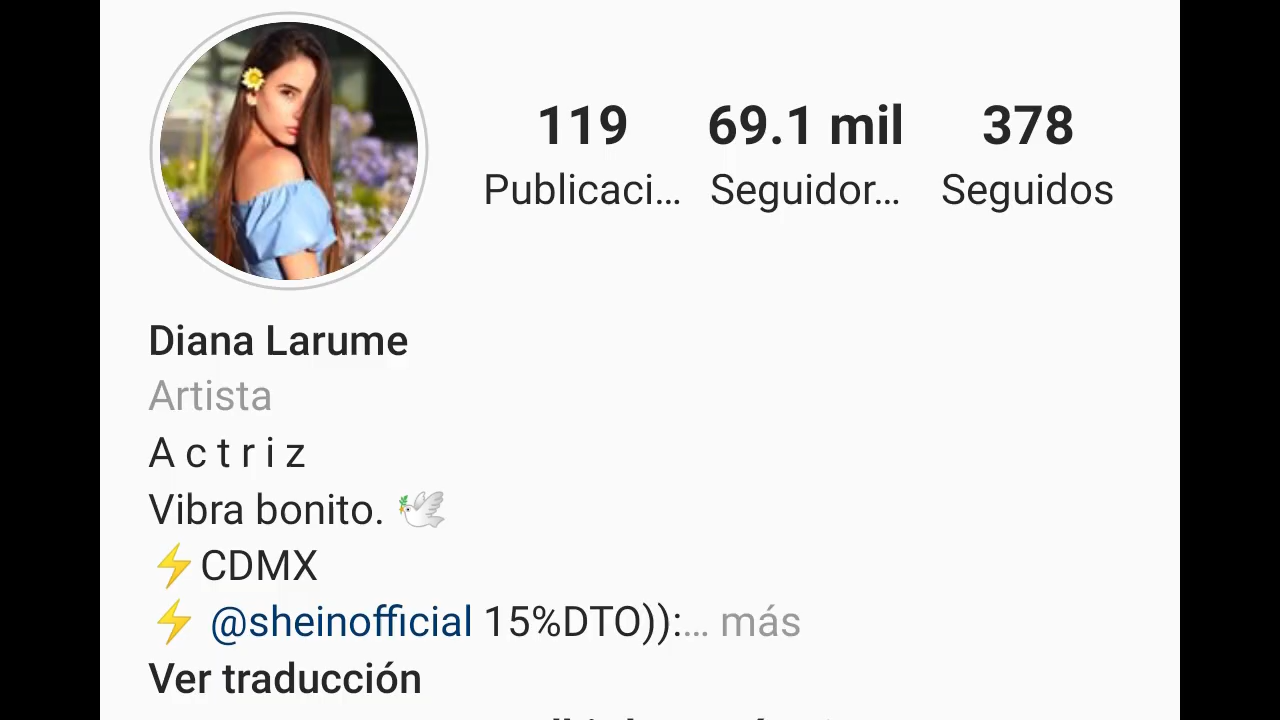 119 69.1 mil 378
Publicaci... Seguidor... Seguidos
Diana Larume
Artista
A c t r i z
Vibra bonito. 🕊
⚡CDMX
⚡ @sheinofficial 15%DTO)):... más
Ver traducción